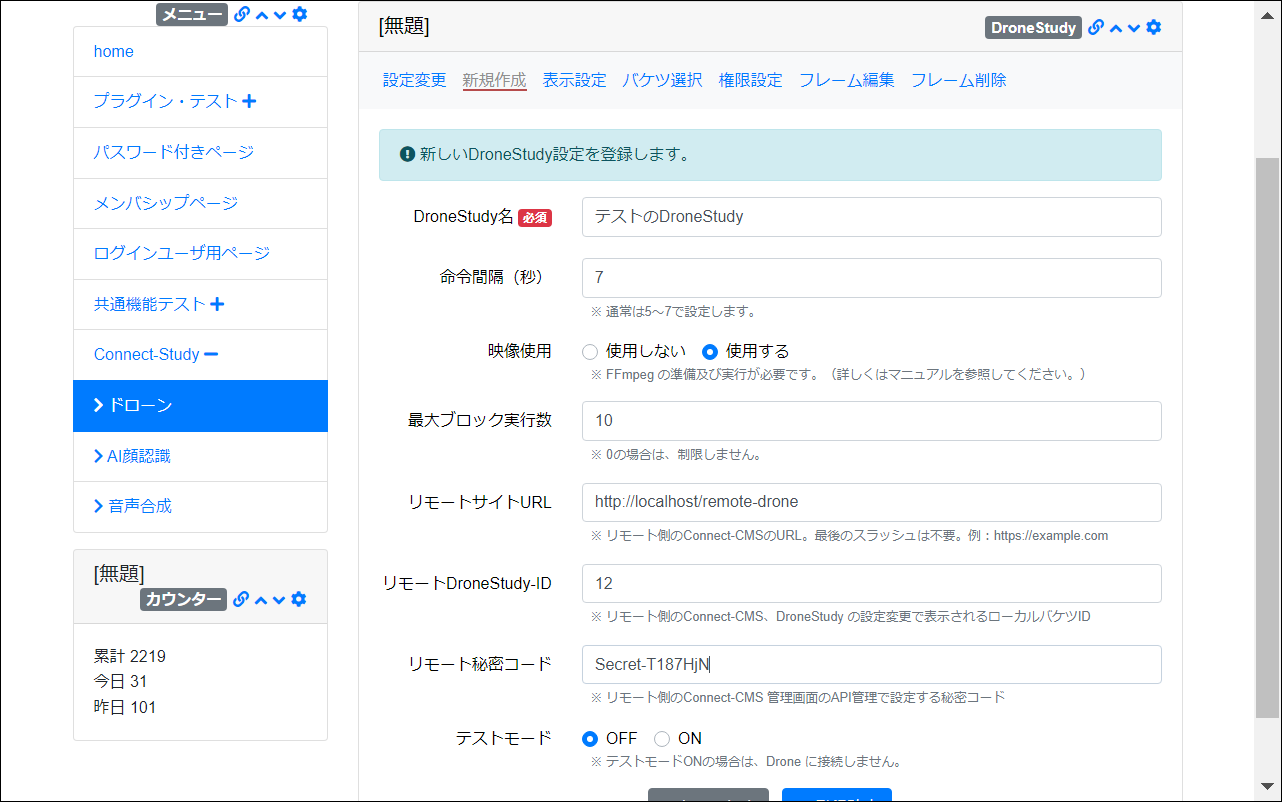 メニュー
home
プラグイン・テスト
パスワード付きページ
メンバシップページ
ログインユーザ用ページ
共通機能テスト
Connect-Study
ドローン
AI顔認識
音声合成
[無題]
カウンター
累計 2219
今日 31
昨日 101
[無題]
DroneStudy
設定変更 新規作成 表示設定 バケツ選択 権限設定 フレーム編集 フレーム削除
新しいDroneStudy設定を登録します。
DroneStudy名 必須 テストのDroneStudy
命令間隔（秒） 7
※ 通常は5～7で設定します。
映像使用 使用しない 使用する
※ FFmpeg の準備及び実行が必要です。（詳しくはマニュアルを参照してください。）
最大ブロック実行数 10
※ 0の場合は、制限しません。
リモートサイトURL http://localhost/remote-drone
※ リモート側のConnect-CMSのURL。最後のスラッシュは不要。例：https://example.com
リモートDroneStudy-ID 12
※ リモート側のConnect-CMS、DroneStudy の設定変更で表示されるローカルバケツID
リモート秘密コード Secret-T187HjN
※ リモート側のConnect-CMS 管理画面のAPI管理で設定する秘密コード
テストモード OFF ON
※ テストモードONの場合は、Drone に接続しません。